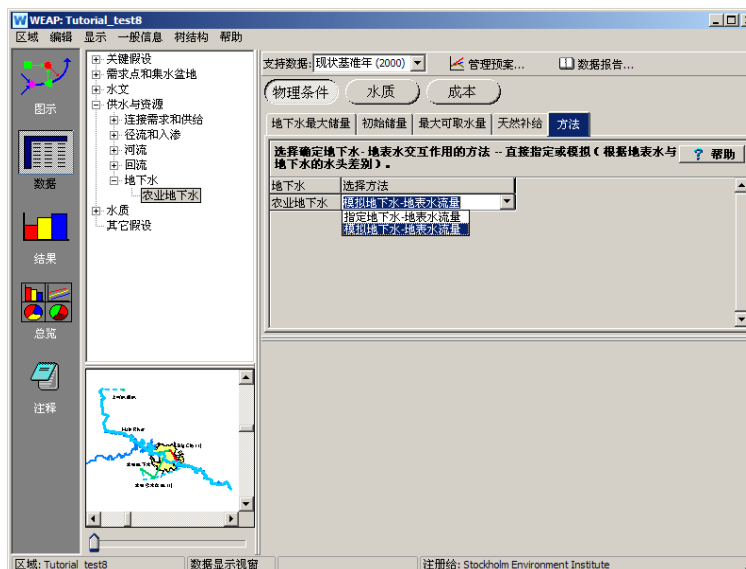 WEAP: Tutorial_test8
区域 编辑 显示 一般信息 树结构 帮助
图示
数据
结果
总览
注释
关键假设
需求点和集水盆地
水文
供水与资源
连接需求和供给
径流和入渗
河流
回流
地下水
农业地下水
水质
其它假设
支持数据: 现状基准年 (2000) 管理预案... 数据报告...
物理条件 水质 成本
地下水最大储量 初始储量 最大可取水量 天然补给 方法
选择确定地下水-地表水交互作用的方法 -- 直接指定或模拟(根据地表水与
地下水的水头差别)。
? 帮助
地下水 选择方法
农业地下水 模拟地下水-地表水流量
指定地下水-地表水流量
模拟地下水-地表水流量
Main River
Big City
区域: Tutorial_test8 数据显示视窗 注册给: Stockholm Environment Institute